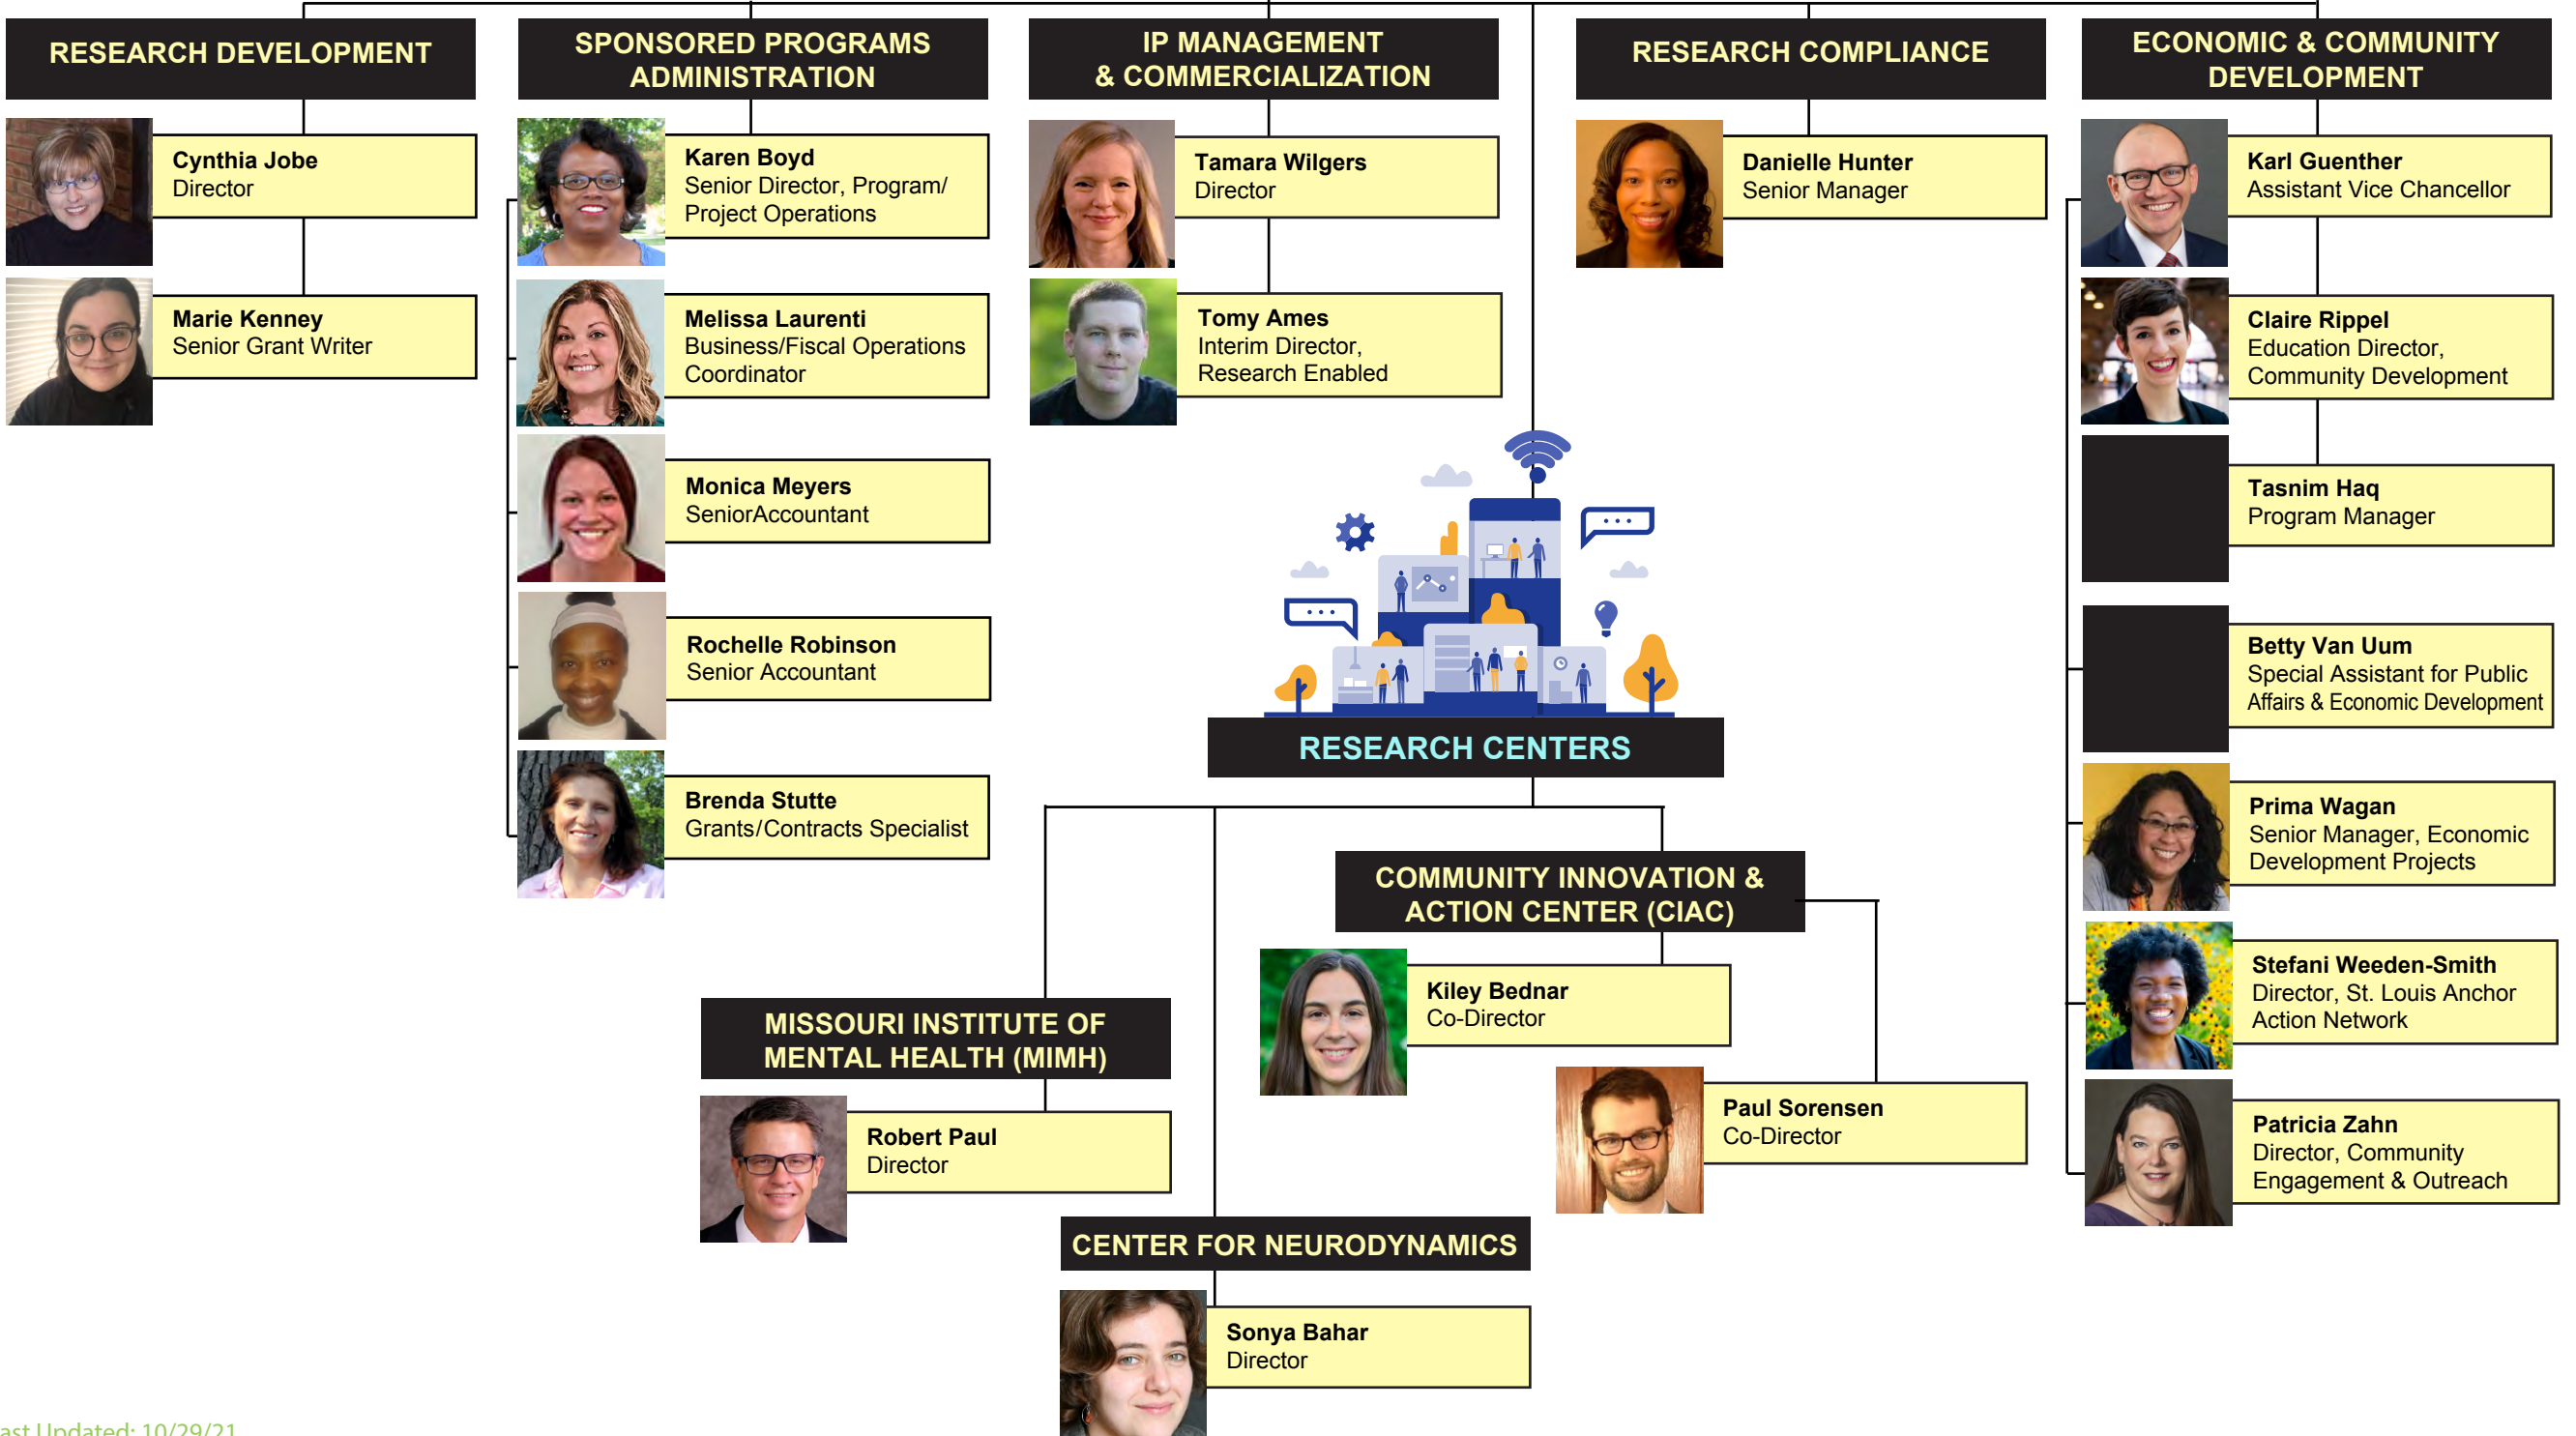 RESEARCH DEVELOPMENT
Cynthia Jobe
Director
Marie Kenney
Senior Grant Writer
SPONSORED PROGRAMS
ADMINISTRATION
Karen Boyd
Senior Director, Program/
Project Operations
Melissa Laurenti
Business/Fiscal Operations
Coordinator
Monica Meyers
SeniorAccountant
Rochelle Robinson
Senior Accountant
Brenda Stutte
Grants/Contracts Specialist
IP MANAGEMENT
& COMMERCIALIZATION
Tamara Wilgers
Director
Tomy Ames
Interim Director,
Research Enabled
RESEARCH COMPLIANCE
Danielle Hunter
Senior Manager
ECONOMIC & COMMUNITY
DEVELOPMENT
Karl Guenther
Assistant Vice Chancellor
Claire Rippel
Education Director,
Community Development
Tasnim Haq
Program Manager
Betty Van Uum
Special Assistant for Public
Affairs & Economic Development
Prima Wagan
Senior Manager, Economic
Development Projects
Stefani Weeden-Smith
Director, St. Louis Anchor
Action Network
Patricia Zahn
Director, Community
Engagement & Outreach
RESEARCH CENTERS
COMMUNITY INNOVATION &
ACTION CENTER (CIAC)
Kiley Bednar
Co-Director
Paul Sorensen
Co-Director
MISSOURI INSTITUTE OF
MENTAL HEALTH (MIMH)
Robert Paul
Director
CENTER FOR NEURODYNAMICS
Sonya Bahar
Director
ast Updated: 10/29/21